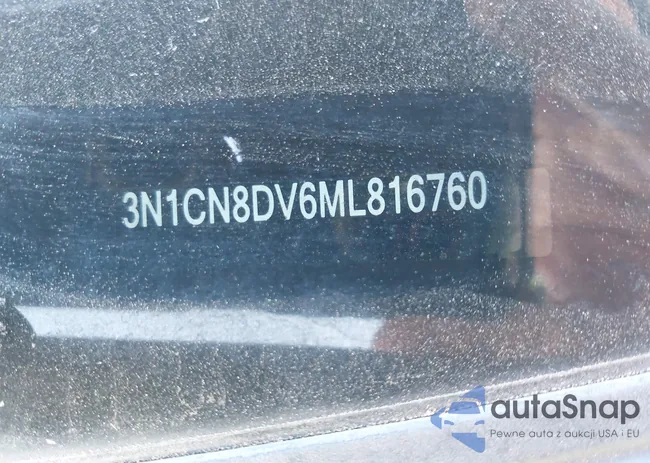 3N1CN8DV6ML816760
autaSnap
Pewne auta z aukcji USA i EU